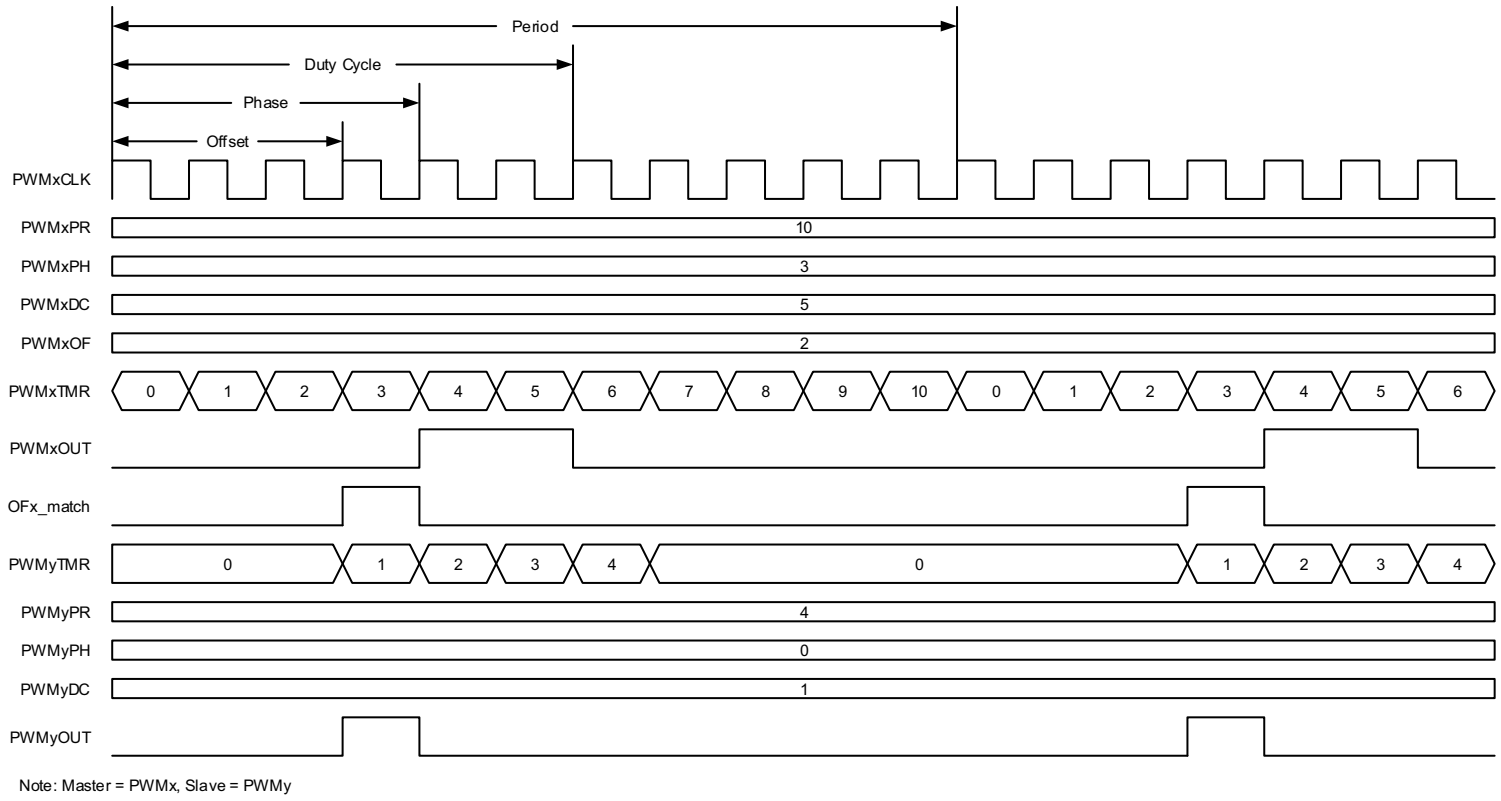 Period
Duty Cycle
Phase
Offset
PWMxCLK
PWMxPR 10
PWMxPH 3
PWMxDC 5
PWMxOF 2
PWMxTMR 0 1 2 3 4 5 6 7 8 9 10 0 1 2 3 4 5 6
PWMxOUT
OFx_match
PWMyTMR 0 1 2 3 4 0 1 2 3 4
PWMyPR 4
PWMyPH 0
PWMyDC 1
PWMyOUT
Note: Master = PWMx, Slave = PWMy